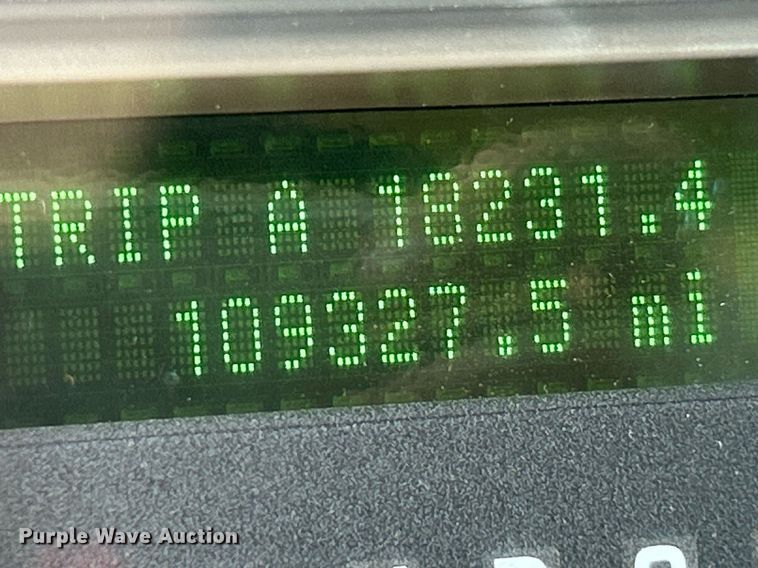 TRIP A 18231.4
109327.5 mi
Purple Wave Auction